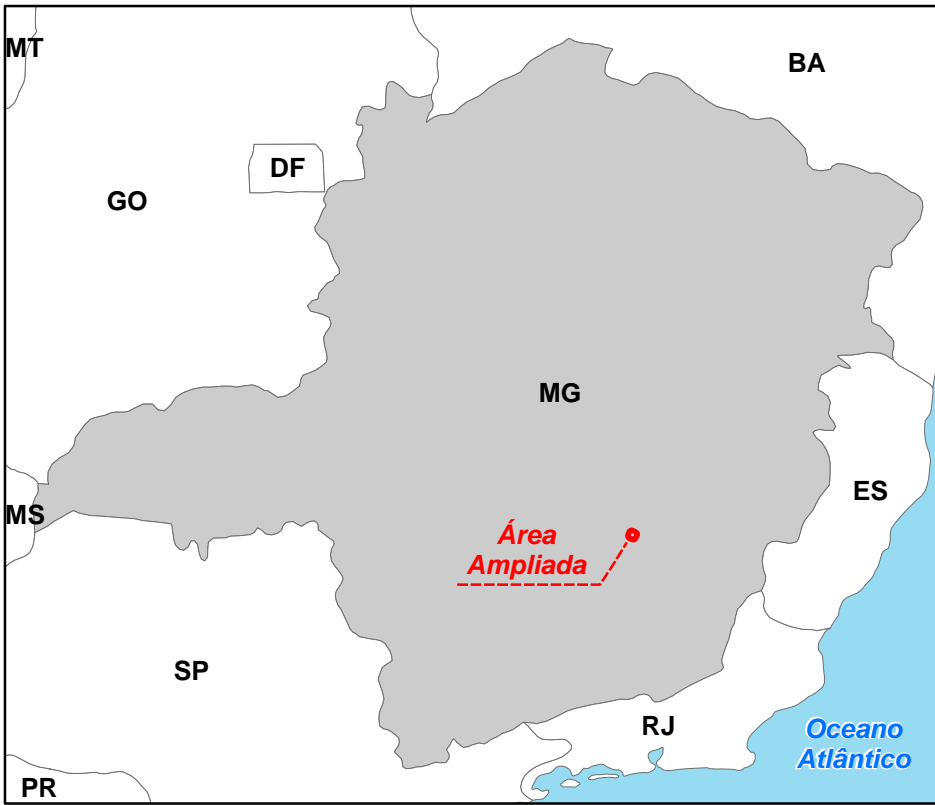 MT
BA
DF
GO
MG
ES
MS
Área
Ampliada
SP
RJ
Oceano
Atlântico
PR